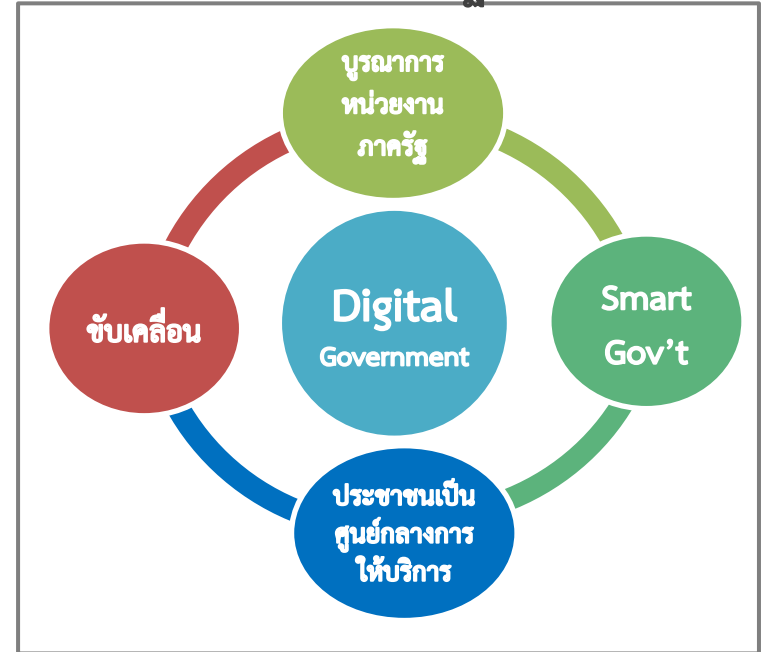 บูรณาการ
หน่วยงาน
ภาครัฐ
ขับเคลื่อน
Digital
Government
Smart
Gov't
ประชาชนเป็น
ศูนย์กลางการ
ให้บริการ